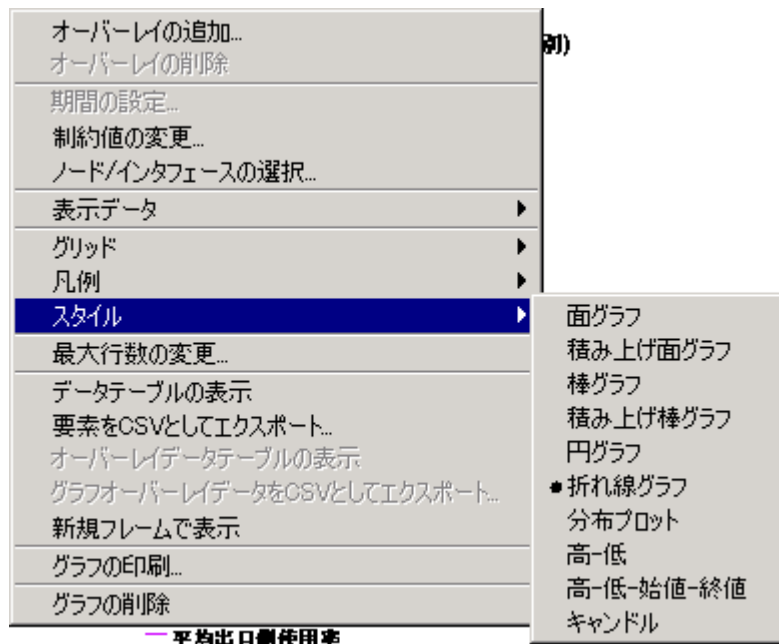 オーバーレイの追加...
別)
オーバーレイの削除
期間の設定...
制約値の変更...
ノード/インタフェースの選択...
表示データ
グリッド
凡例
スタイル
最大行数の変更...
データテーブルの表示
要素をCSVとしてエクスポート...
オーバーレイデータテーブルの表示
グラフオーバーレイデータをCSVとしてエクスポート...
新規フレームで表示
グラフの印刷...
グラフの削除
面グラフ
積み上げ面グラフ
棒グラフ
積み上げ棒グラフ
円グラフ
折れ線グラフ
分布プロット
高-低
高-低-始値-終値
キャンドル
平均出口側使用率